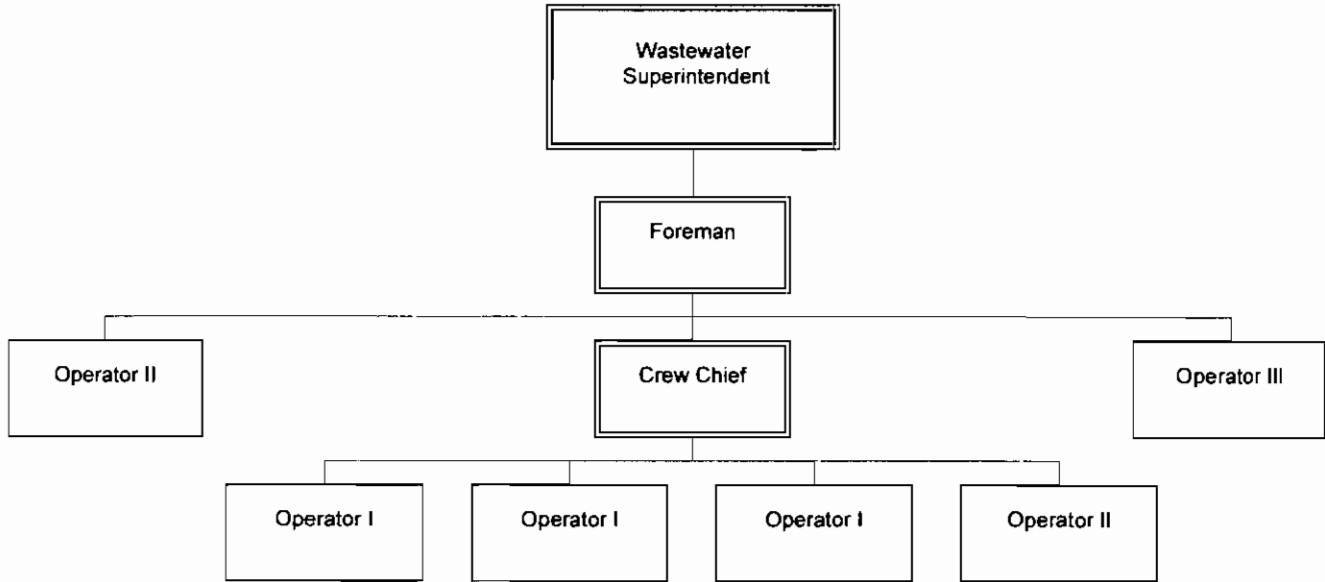 Wastewater
Superintendent
Foreman
Operator II
Crew Chief
Operator III
Operator I
Operator I
Operator I
Operator II